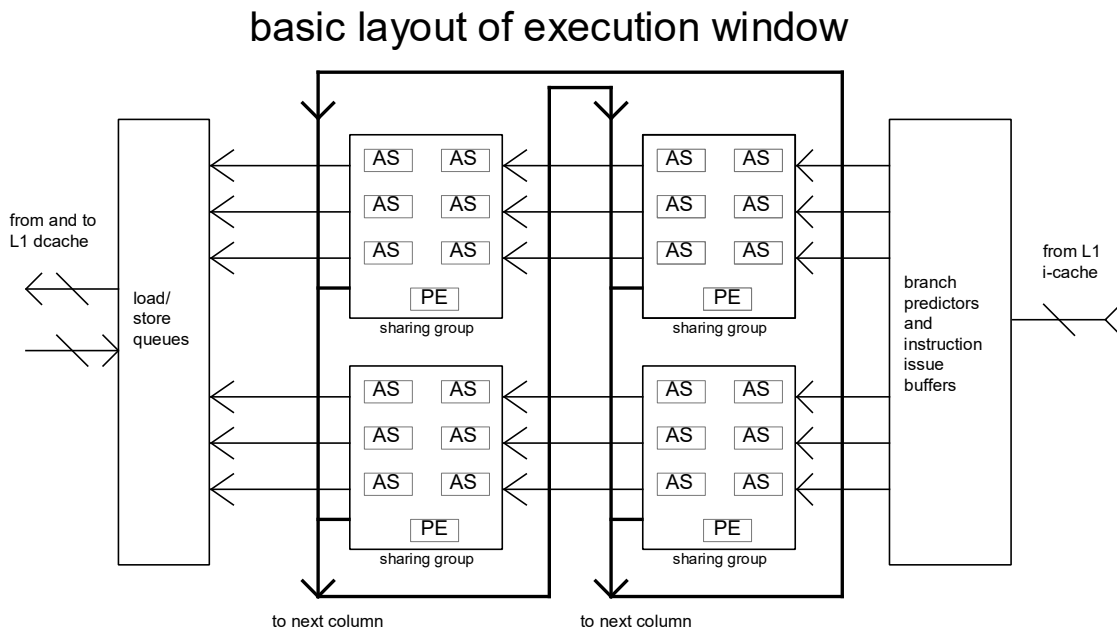 basic layout of execution window
AS AS
AS AS
AS AS
PE
sharing group
AS AS
AS AS
AS AS
PE
sharing group
from and to
L1 dcache
load/
store
queues
branch
predictors
and
instruction
issue
buffers
from L1
i-cache
AS AS
AS AS
AS AS
PE
sharing group
AS AS
AS AS
AS AS
PE
sharing group
to next column
to next column